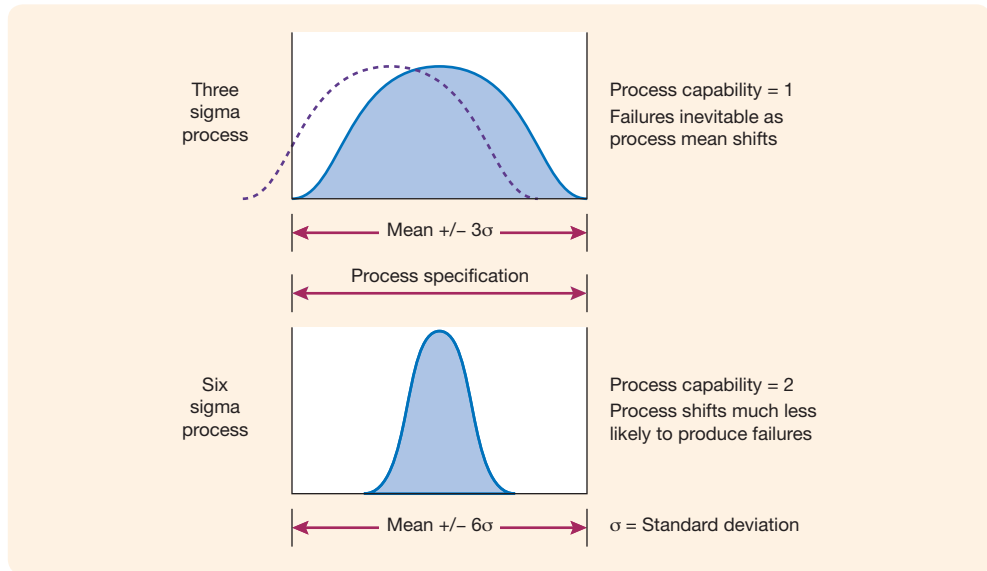 Three
sigma
process
Process capability = 1
Failures inevitable as
process mean shifts
Mean +/– 3σ
Process specification
Six
sigma
process
Process capability = 2
Process shifts much less
likely to produce failures
Mean +/– 6σ
σ = Standard deviation